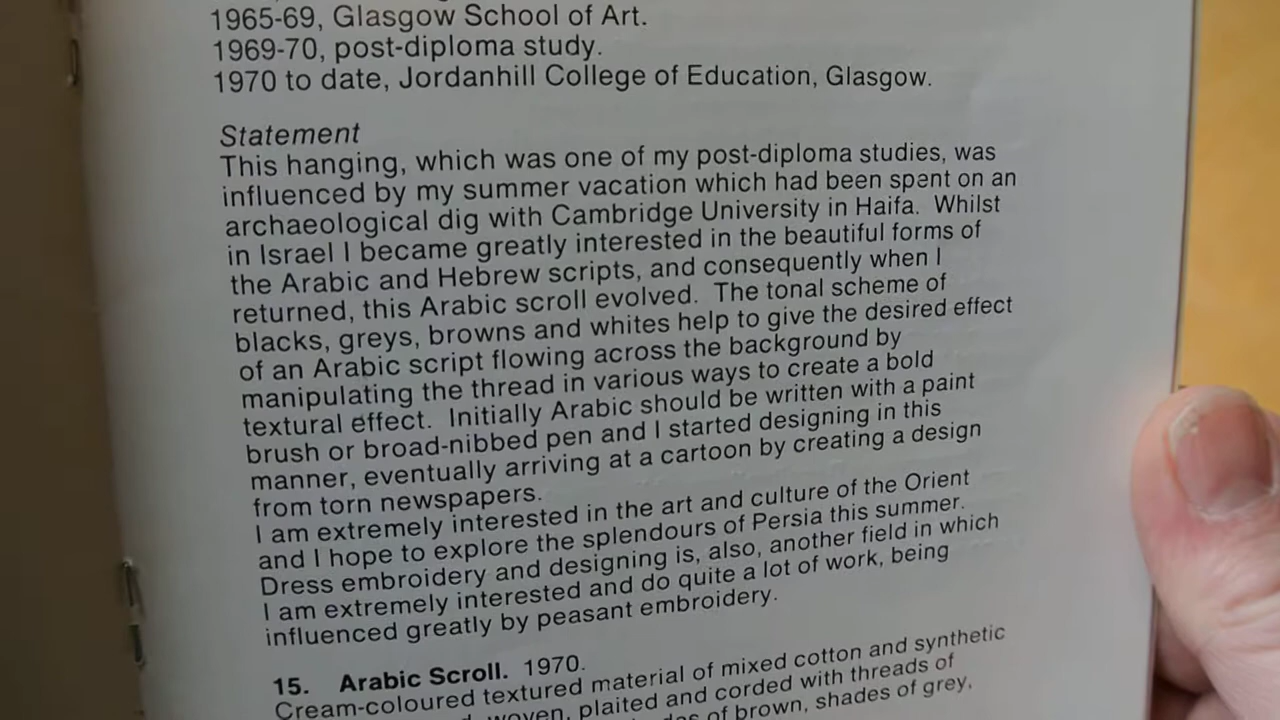 1965-69, Glasgow School of Art.
1969-70, post-diploma study.
1970 to date, Jordanhill College of Education, Glasgow.
Statement
This hanging, which was one of my post-diploma studies, was
influenced by my summer vacation which had been spent on an
archaeological dig with Cambridge University in Haifa. Whilst
in Israel I became greatly interested in the beautiful forms of
the Arabic and Hebrew scripts, and consequently when I
returned, this Arabic scroll evolved. The tonal scheme of
blacks, greys, browns and whites help to give the desired effect
of an Arabic script flowing across the background by
manipulating the thread in various ways to create a bold
textural effect. Initially Arabic should be written with a paint
brush or broad-nibbed pen and I started designing in this
manner, eventually arriving at a cartoon by creating a design
from torn newspapers.
I am extremely interested in the art and culture of the Orient
and I hope to explore the splendours of Persia this summer.
Dress embroidery and designing is, also, another field in which
I am extremely interested and do quite a lot of work, being
influenced greatly by peasant embroidery.
15. Arabic Scroll. 1970.
Cream-coloured textured material of mixed cotton and synthetic
woven, plaited and corded with threads of
of brown, shades of grey,